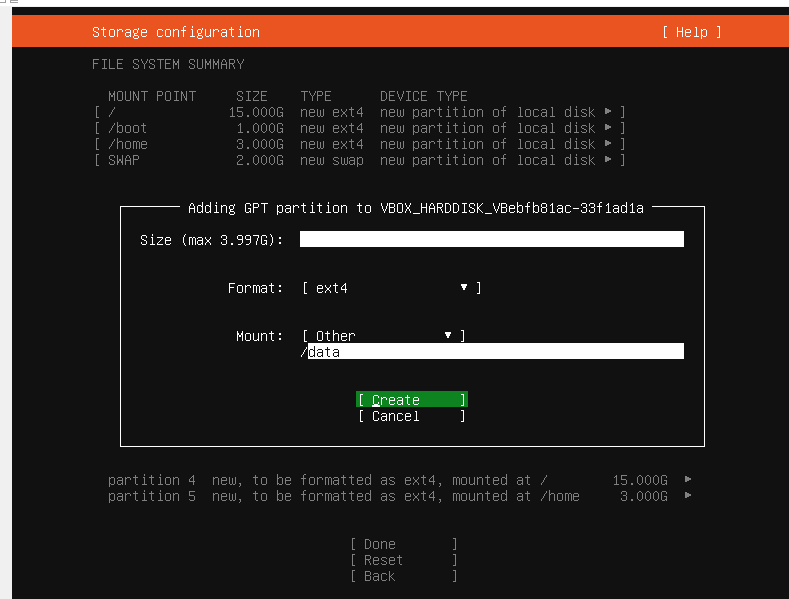 Storage configuration [ Help ]
FILE SYSTEM SUMMARY
MOUNT POINT SIZE TYPE DEVICE TYPE
[ / 15.000G new ext4 new partition of local disk ▸ ]
[ /boot 1.000G new ext4 new partition of local disk ▸ ]
[ /home 3.000G new ext4 new partition of local disk ▸ ]
[ SWAP 2.000G new swap new partition of local disk ▸ ]
Adding GPT partition to VBOX_HARDDISK_VBebfb81ac-33f1ad1a
Size (max 3.997G):
Format: [ ext4 ▾ ]
Mount: [ Other ▾ ]
/data
[ Create ]
[ Cancel ]
partition 4 new, to be formatted as ext4, mounted at / 15.000G ▸
partition 5 new, to be formatted as ext4, mounted at /home 3.000G ▸
[ Done ]
[ Reset ]
[ Back ]